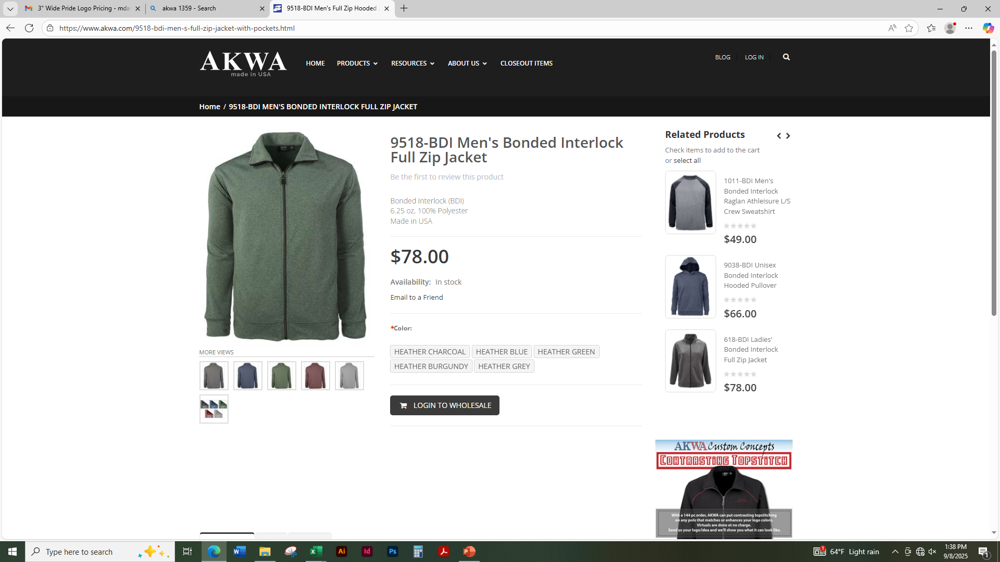 3" Wide Pride Logo Pricing - mda
akwa 1359 - Search
9518-BDI Men's Full Zip Hooded
https://www.akwa.com/9518-bdi-men-s-full-zip-jacket-with-pockets.html
AKWA
made in USA
HOME
PRODUCTS
RESOURCES
ABOUT US
CLOSEOUT ITEMS
BLOG
LOG IN
Home / 9518-BDI MEN'S BONDED INTERLOCK FULL ZIP JACKET
9518-BDI Men's Bonded Interlock
Full Zip Jacket
Be the first to review this product
Bonded Interlock (BDI)
6.25 oz, 100% Polyester
Made in USA
$78.00
Availability: In stock
Email to a Friend
*Color:
HEATHER CHARCOAL
HEATHER BLUE
HEATHER GREEN
HEATHER BURGUNDY
HEATHER GREY
LOGIN TO WHOLESALE
MORE VIEWS
Related Products
Check items to add to the cart
or select all
1011-BDI Men's
Bonded Interlock
Raglan Athleisure L/S
Crew Sweatshirt
$49.00
9038-BDI Unisex
Bonded Interlock
Hooded Pullover
$66.00
618-BDI Ladies'
Bonded Interlock
Full Zip Jacket
$78.00
AKWA Custom Concepts
CONTRASTING TOPSTITCH
With a 144 pc order, AKWA can put contrasting topstitching
on any polo that matches or enhances your logo colors.
Virtuals are done at no charge.
Send us your logo/idea and we'll show you what it can look like.
Type here to search
64°F Light rain
1:38 PM
9/8/2025